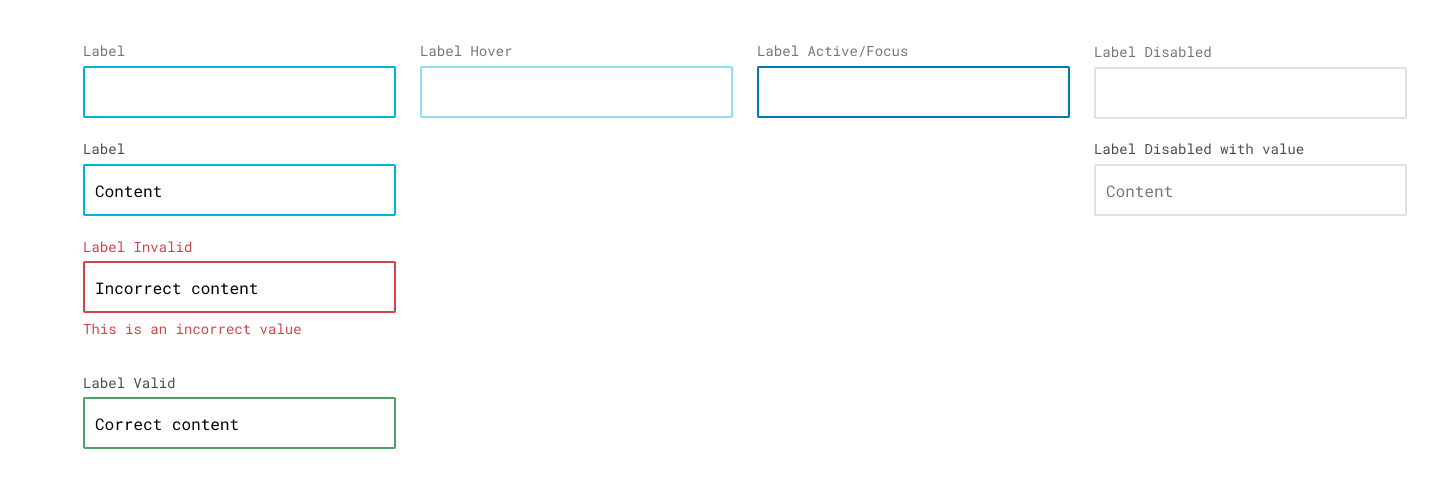 Label
Label Hover
Label Active/Focus
Label Disabled
Label
Label Disabled with value
Content
Content
Label Invalid
Incorrect content
This is an incorrect value
Label Valid
Correct content